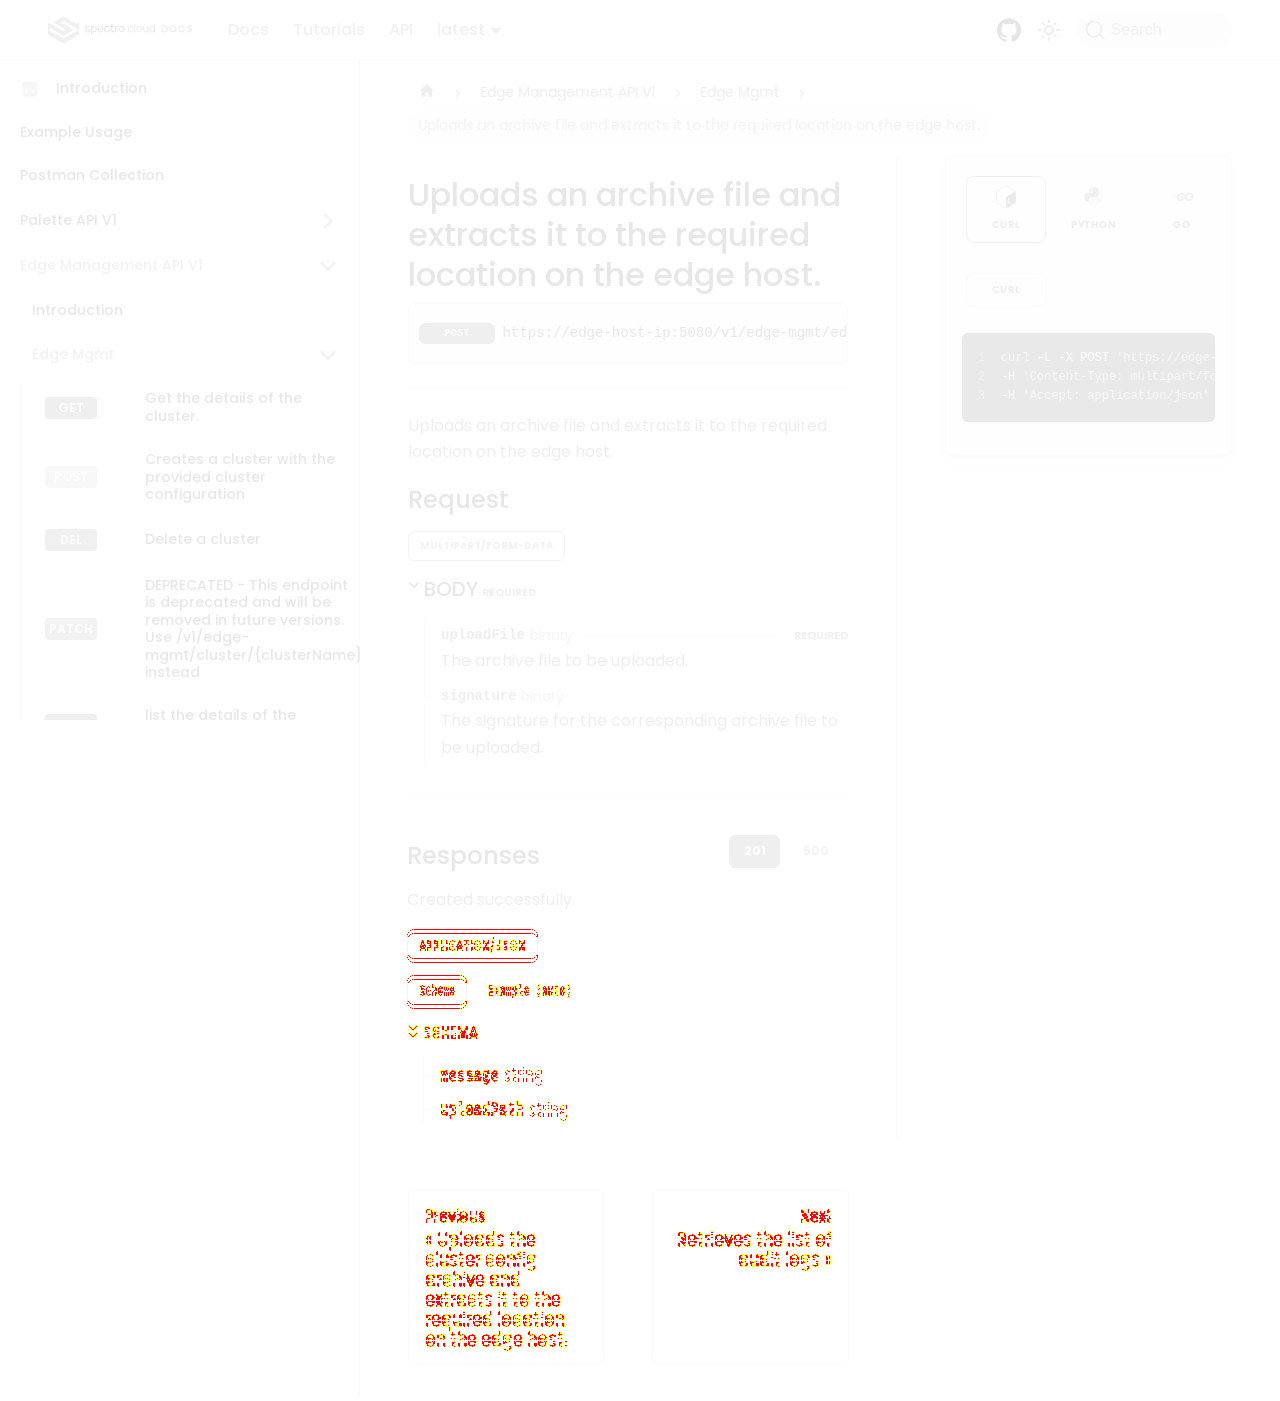 spectro cloud DOCS
Docs
Tutorials
API
latest
Search
Introduction
Example Usage
Postman Collection
Palette API V1
Edge Management API V1
Introduction
Edge Mgmt
GET
Get the details of the
cluster.
POST
Creates a cluster with the
provided cluster
configuration
DEL
Delete a cluster
PATCH
DEPRECATED - This endpoint
is deprecated and will be
removed in future versions.
Use /v1/edge-
mgmt/cluster/{clusterName}
instead
list the details of the
Edge Management API V1
Edge Mgmt
Uploads an archive file and extracts it to the required location on the edge host.
Uploads an archive file and
extracts it to the required
location on the edge host.
POST
https://edge-host-ip:5080/v1/edge-mgmt/ed
Uploads an archive file and extracts it to the required
location on the edge host.
Request
MULTIPART/FORM-DATA
BODY REQUIRED
uploadFile binary REQUIRED
The archive file to be uploaded.
signature binary
The signature for the corresponding archive file to
be uploaded.
Responses
201
500
Created successfully.
APPLICATION/JSON
Schema
Example (auto)
SCHEMA
message string
uploadPath string
Previous
« Uploads the
cluster config
archive and
extracts it to the
required location
on the edge host.
Next
Retrieves the list of
audit logs »
CURL
PYTHON
GO
CURL
1 curl -L -X POST 'https://edge-
2 -H 'Content-Type: multipart/fo
3 -H 'Accept: application/json'